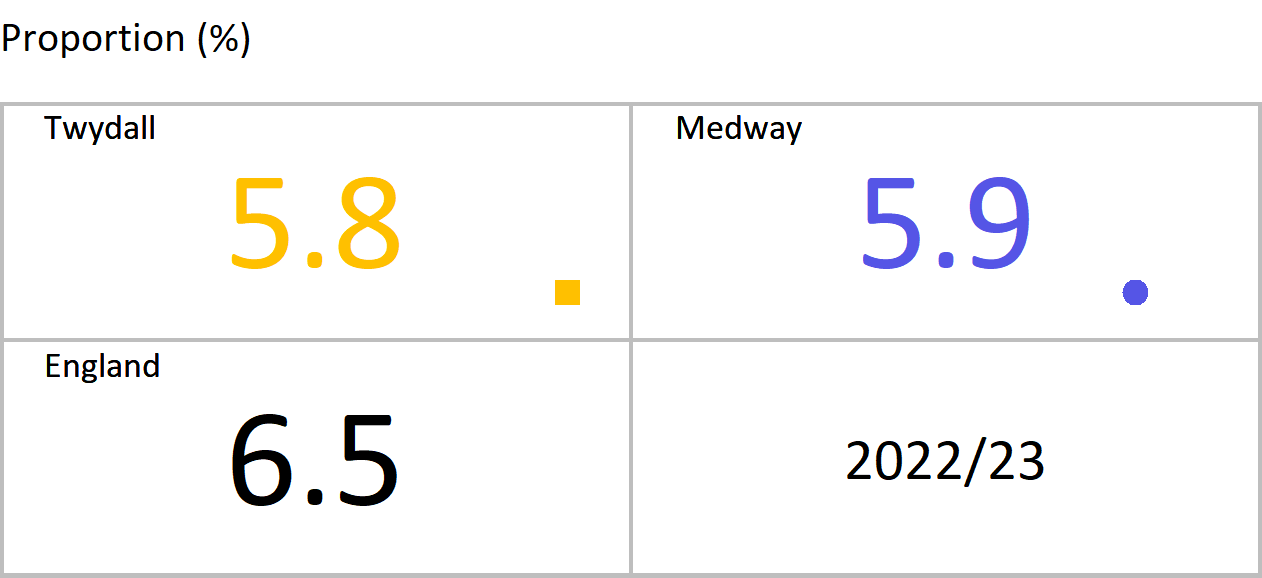 Proportion (%)
Twydall
5.8
Medway
5.9
England
6.5
2022/23